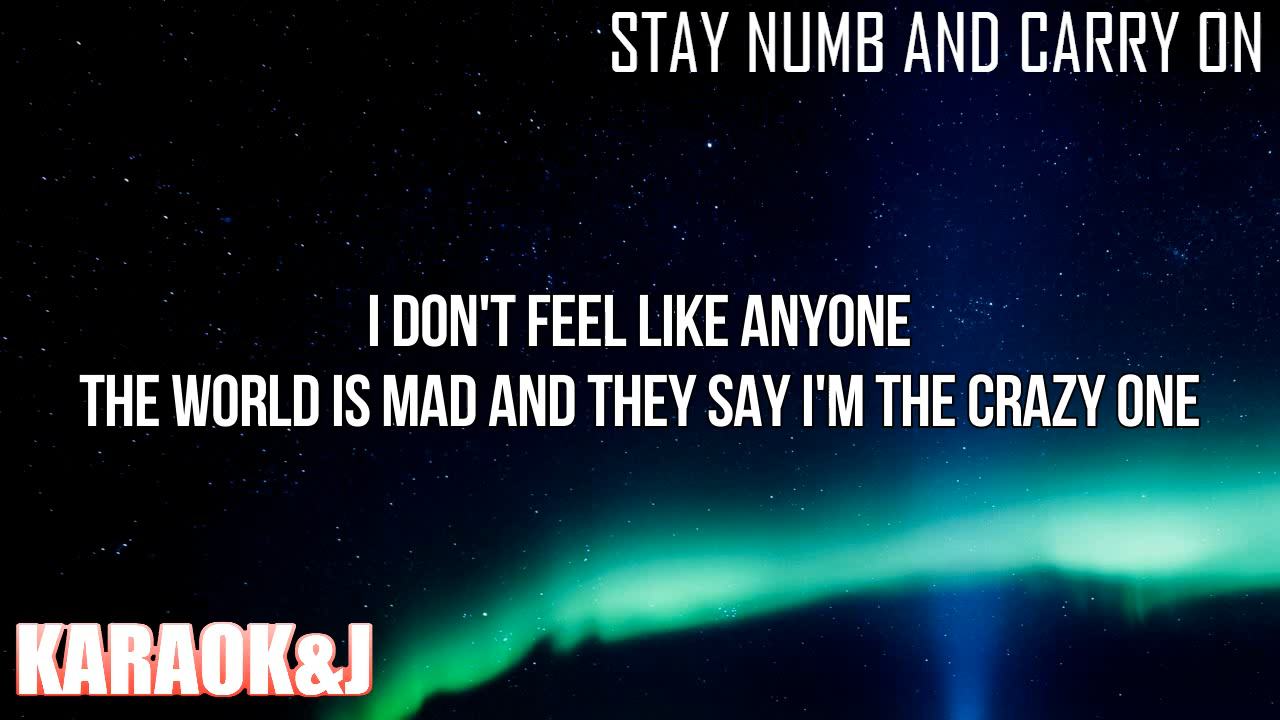 STAY NUMB AND CARRY ON
I DON'T FEEL LIKE ANYONE
THE WORLD IS MAD AND THEY SAY I'M THE CRAZY ONE
KARAOK&J